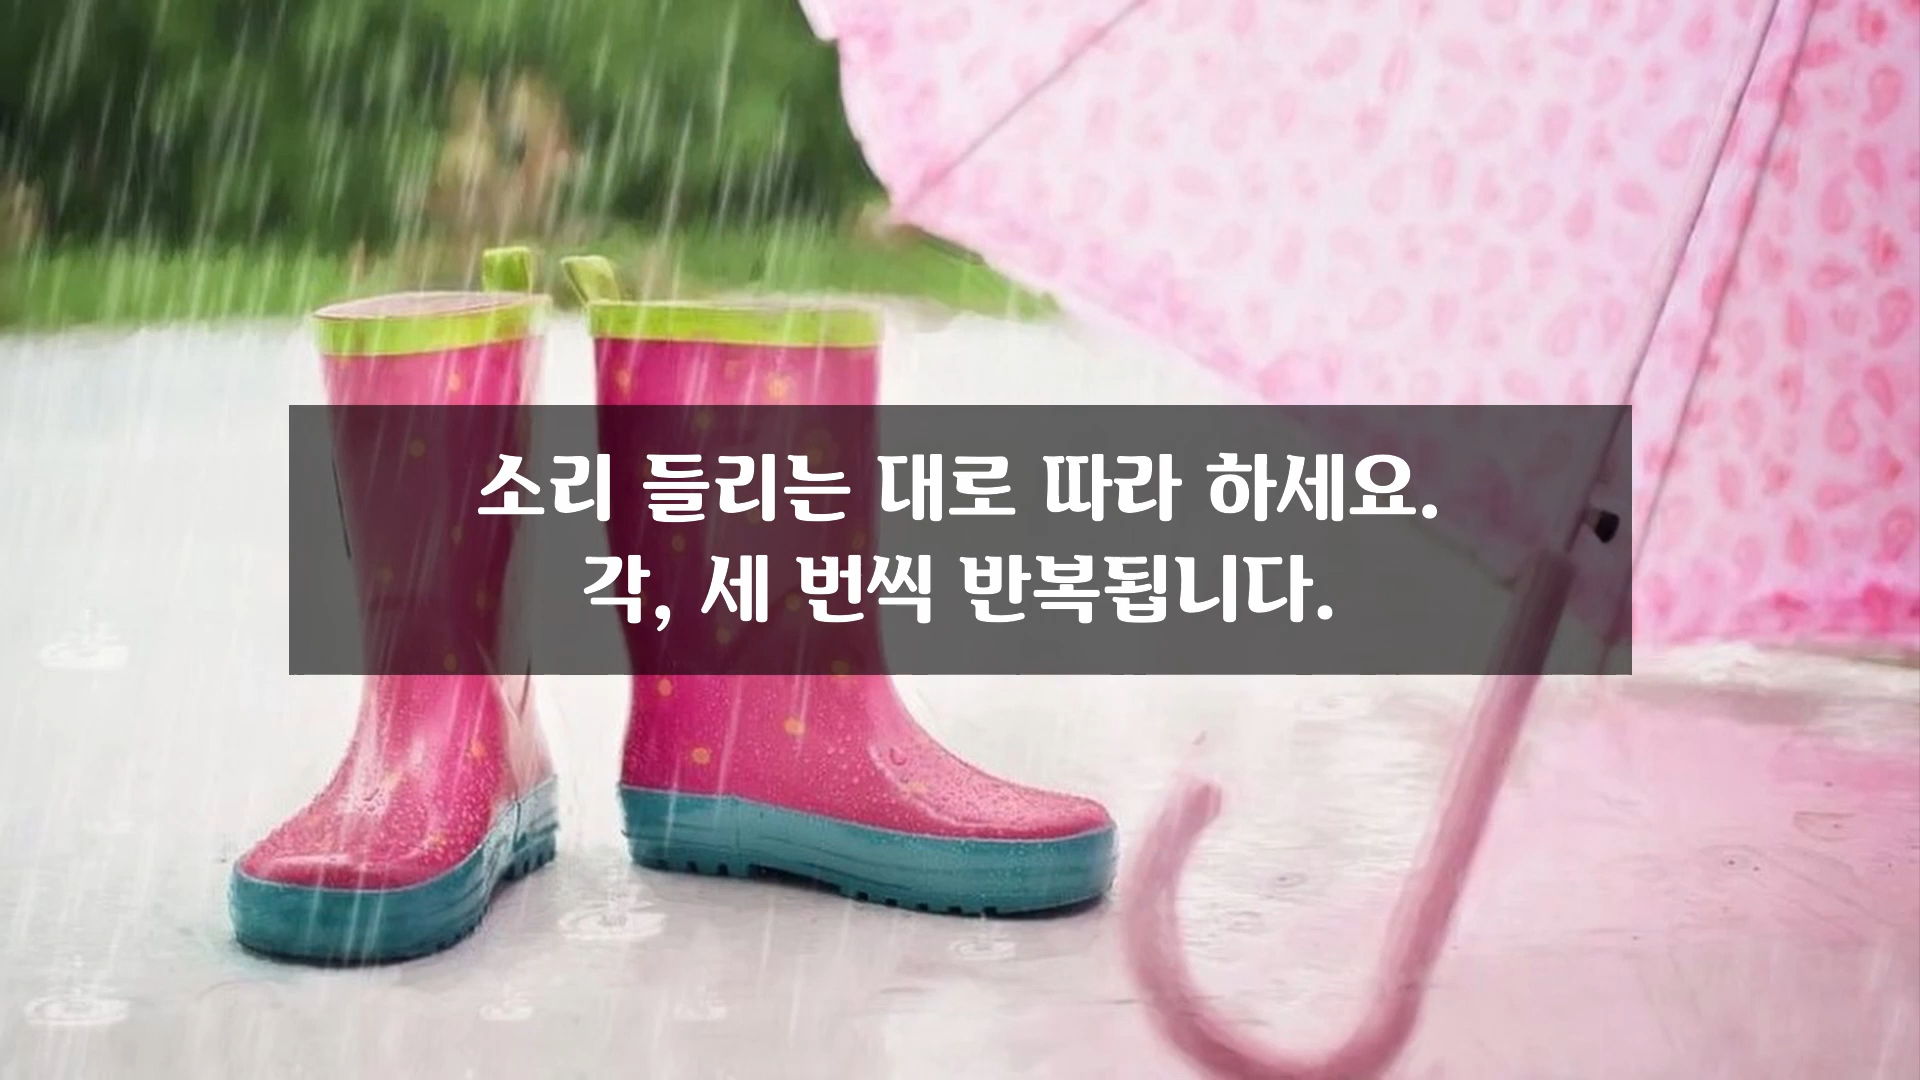 소리 들리는 대로 따라 하세요.
각, 세 번씩 반복됩니다.